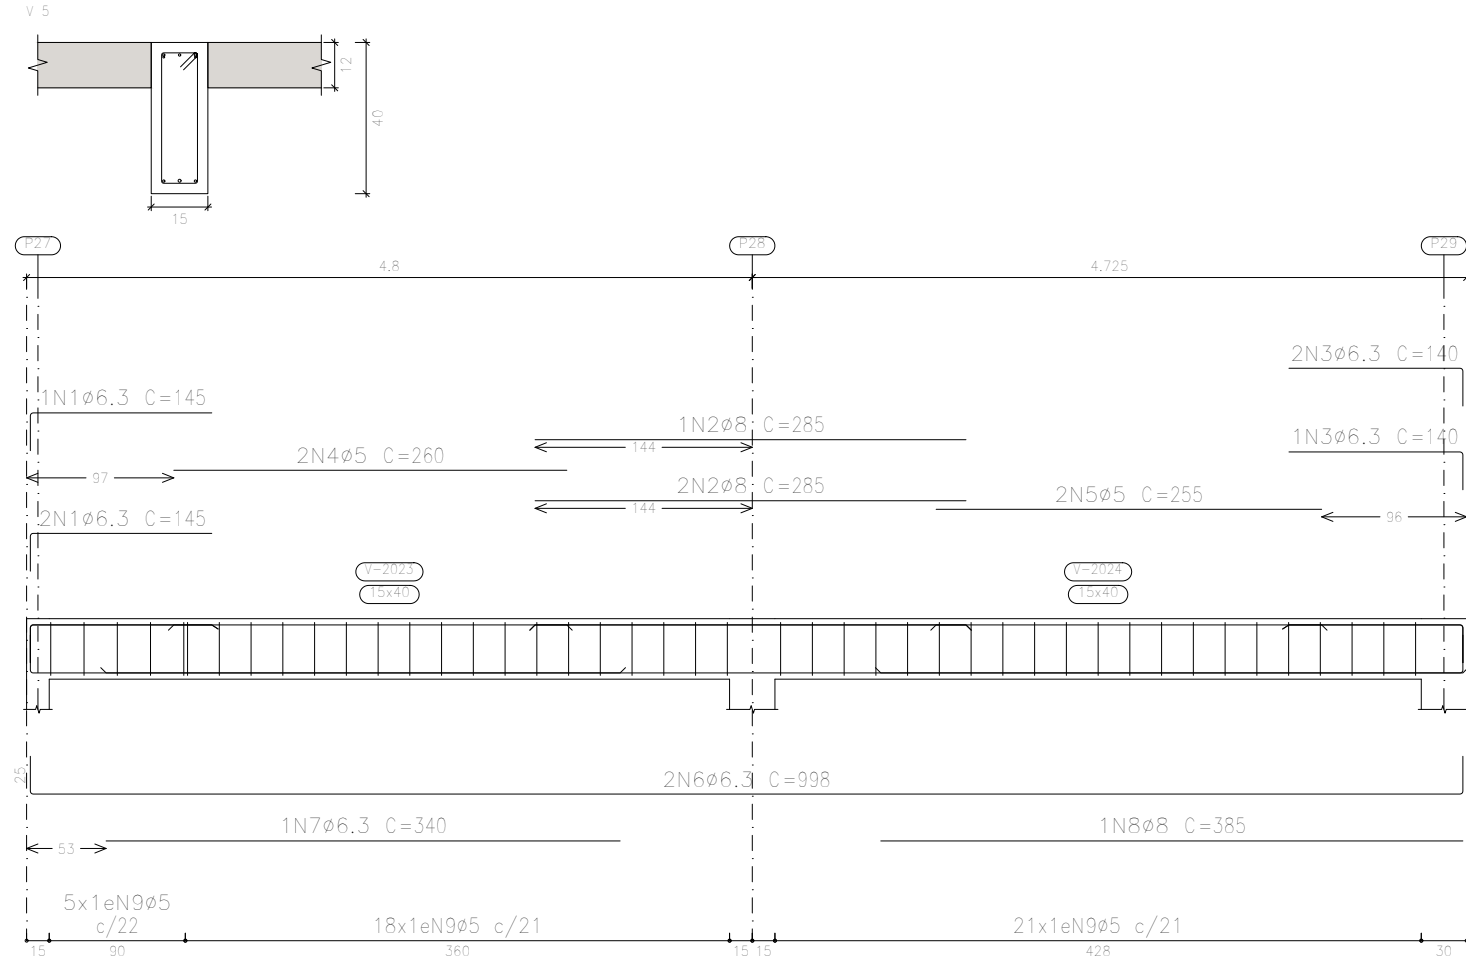 V 5
12
40
15
P27
P28
P29
4.8
4.725
2N3ø6.3 C=140
1N1ø6.3 C=145
1N2ø8 C=285
144
1N3ø6.3 C=140
2N4ø5 C=260
97
2N2ø8 C=285
144
2N5ø5 C=255
96
2N1ø6.3 C=145
V-2023
15x40
V-2024
15x40
25
2N6ø6.3 C=998
1N7ø6.3 C=340
53
1N8ø8 C=385
5x1eN9ø5
c/22
18x1eN9ø5 c/21
21x1eN9ø5 c/21
15
90
360
15
15
428
30